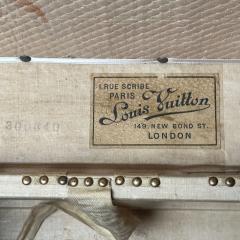 1.RUE SCRIBE
PARIS
Louis Vuitton
149, NEW BOND ST.
LONDON